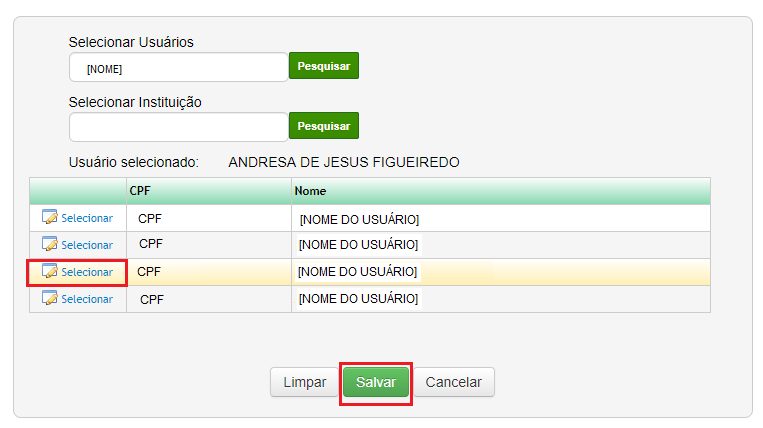 Selecionar Usuários
[NOME] Pesquisar
Selecionar Instituição
Pesquisar
Usuário selecionado: ANDRESA DE JESUS FIGUEIREDO
CPF Nome
Selecionar CPF [NOME DO USUÁRIO]
Selecionar CPF [NOME DO USUÁRIO]
Selecionar CPF [NOME DO USUÁRIO]
Selecionar CPF [NOME DO USUÁRIO]
Limpar Salvar Cancelar